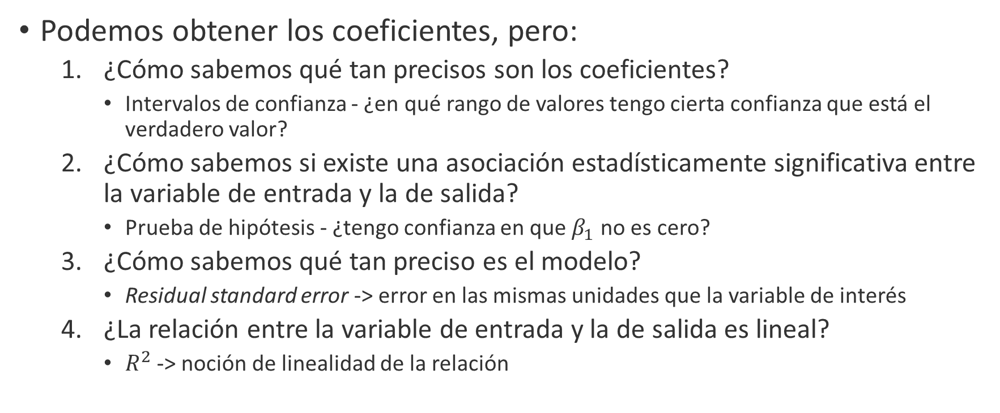 • Podemos obtener los coeficientes, pero:
1. ¿Cómo sabemos qué tan precisos son los coeficientes?
• Intervalos de confianza - ¿en qué rango de valores tengo cierta confianza que está el
verdadero valor?
2. ¿Cómo sabemos si existe una asociación estadísticamente significativa entre
la variable de entrada y la de salida?
• Prueba de hipótesis - ¿tengo confianza en que β₁ no es cero?
3. ¿Cómo sabemos qué tan preciso es el modelo?
• Residual standard error -> error en las mismas unidades que la variable de interés
4. ¿La relación entre la variable de entrada y la de salida es lineal?
• R² -> noción de linealidad de la relación